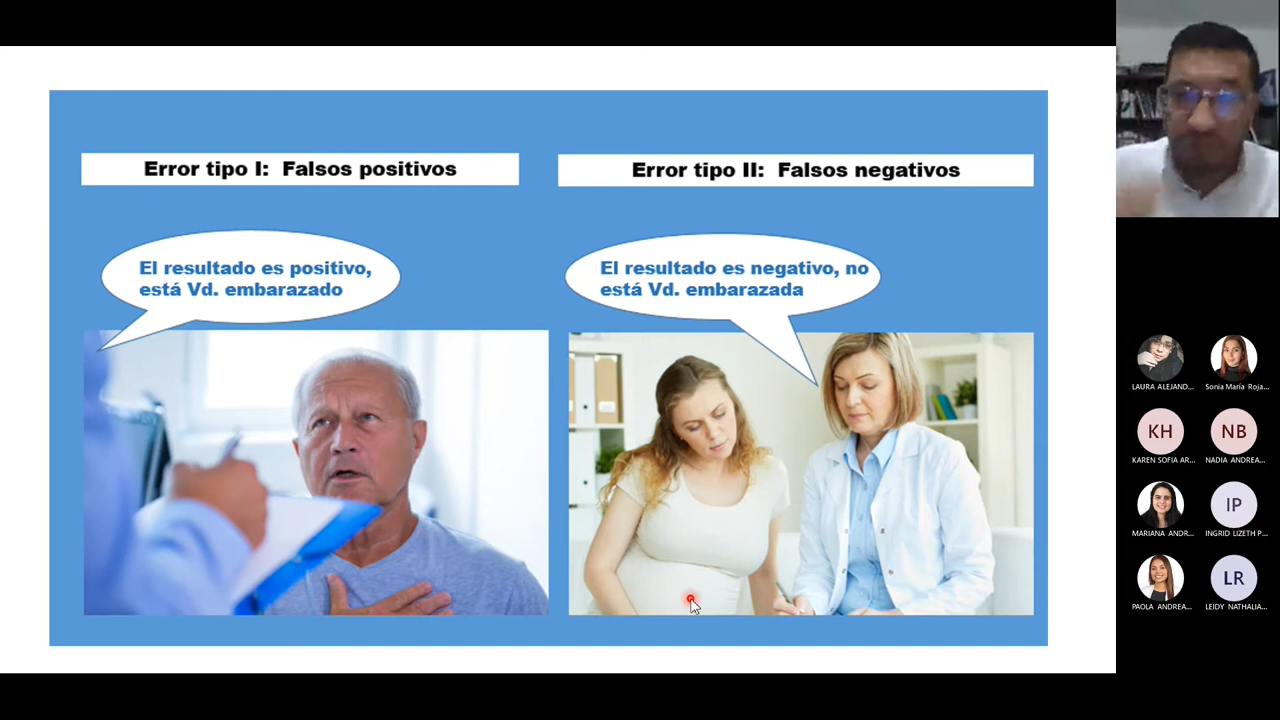 Error tipo I:  Falsos positivos
Error tipo II:  Falsos negativos
El resultado es positivo,
está Vd. embarazado
El resultado es negativo, no
está Vd. embarazada
LAURA ALEJAND...
Sonia María Roja...
KH
NB
KAREN SOFIA AR...
NADIA ANDREA...
IP
MARIANA ANDR...
INGRID LIZETH P...
LR
PAOLA ANDREA...
LEIDY NATHALIA...